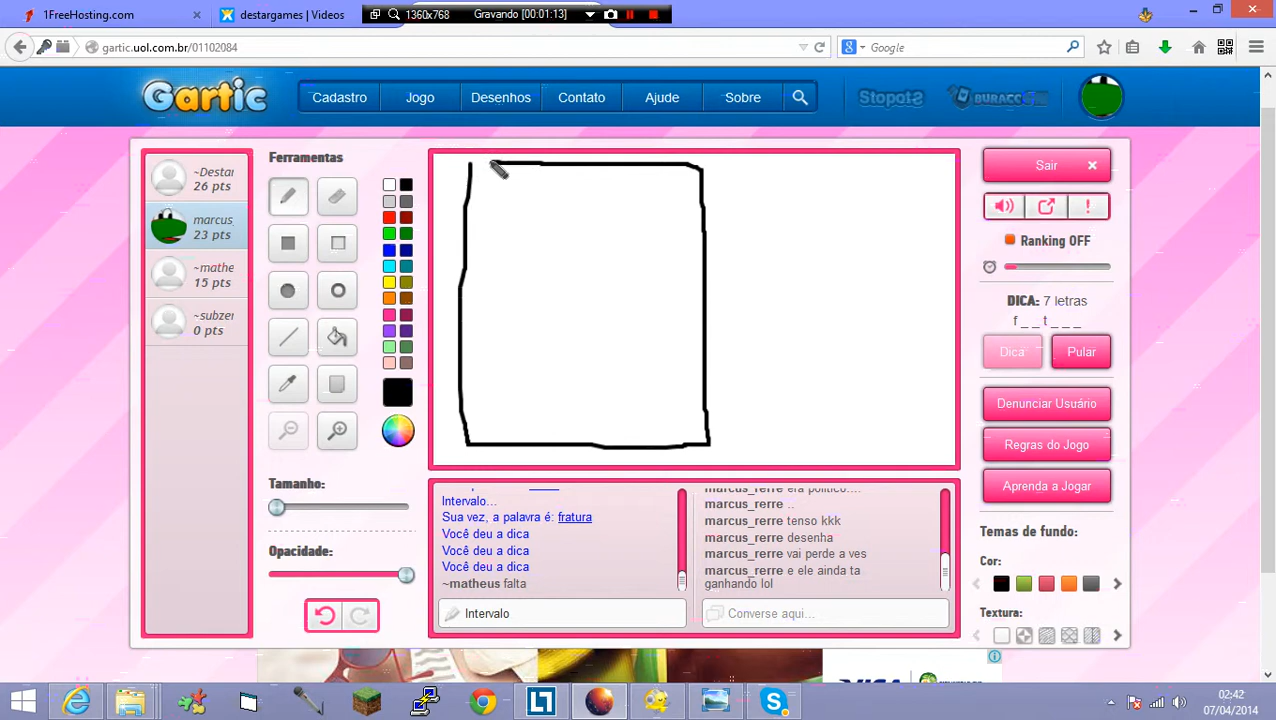 1FreeHosting.com
destargames | Videos
1360x768
Gravando [00:01:13]
gartic.uol.com.br/01102084
Google
Gartic
Cadastro
Jogo
Desenhos
Contato
Ajude
Sobre
Stopots
~Destar
26 pts
marcus_
23 pts
~mathe
15 pts
~subzer
0 pts
Ferramentas
Tamanho:
Opacidade:
Sair
Ranking OFF
DICA: 7 letras
f _ _ t _ _ _
Dica
Pular
Denunciar Usuário
Regras do Jogo
Aprenda a Jogar
Temas de fundo:
Cor:
Textura:
Intervalo...
Sua vez, a palavra é: fratura
Você deu a dica
Você deu a dica
Você deu a dica
~matheus falta
Intervalo
marcus_rerre era político....
marcus_rerre ..
marcus_rerre tenso kkk
marcus_rerre desenha
marcus_rerre vai perde a ves
marcus_rerre e ele ainda ta
ganhando lol
Converse aqui...
02:42
07/04/2014